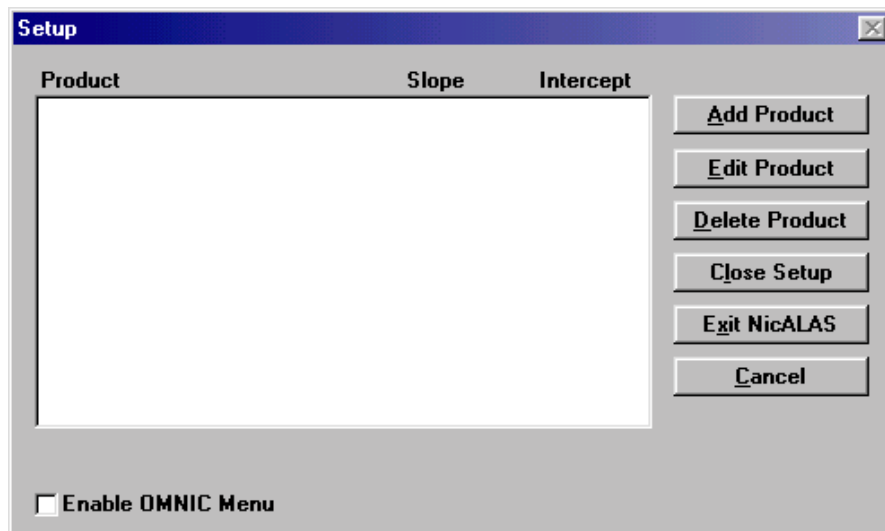 Setup
Product Slope Intercept
Add Product
Edit Product
Delete Product
Close Setup
Exit NicALAS
Cancel
Enable OMNIC Menu